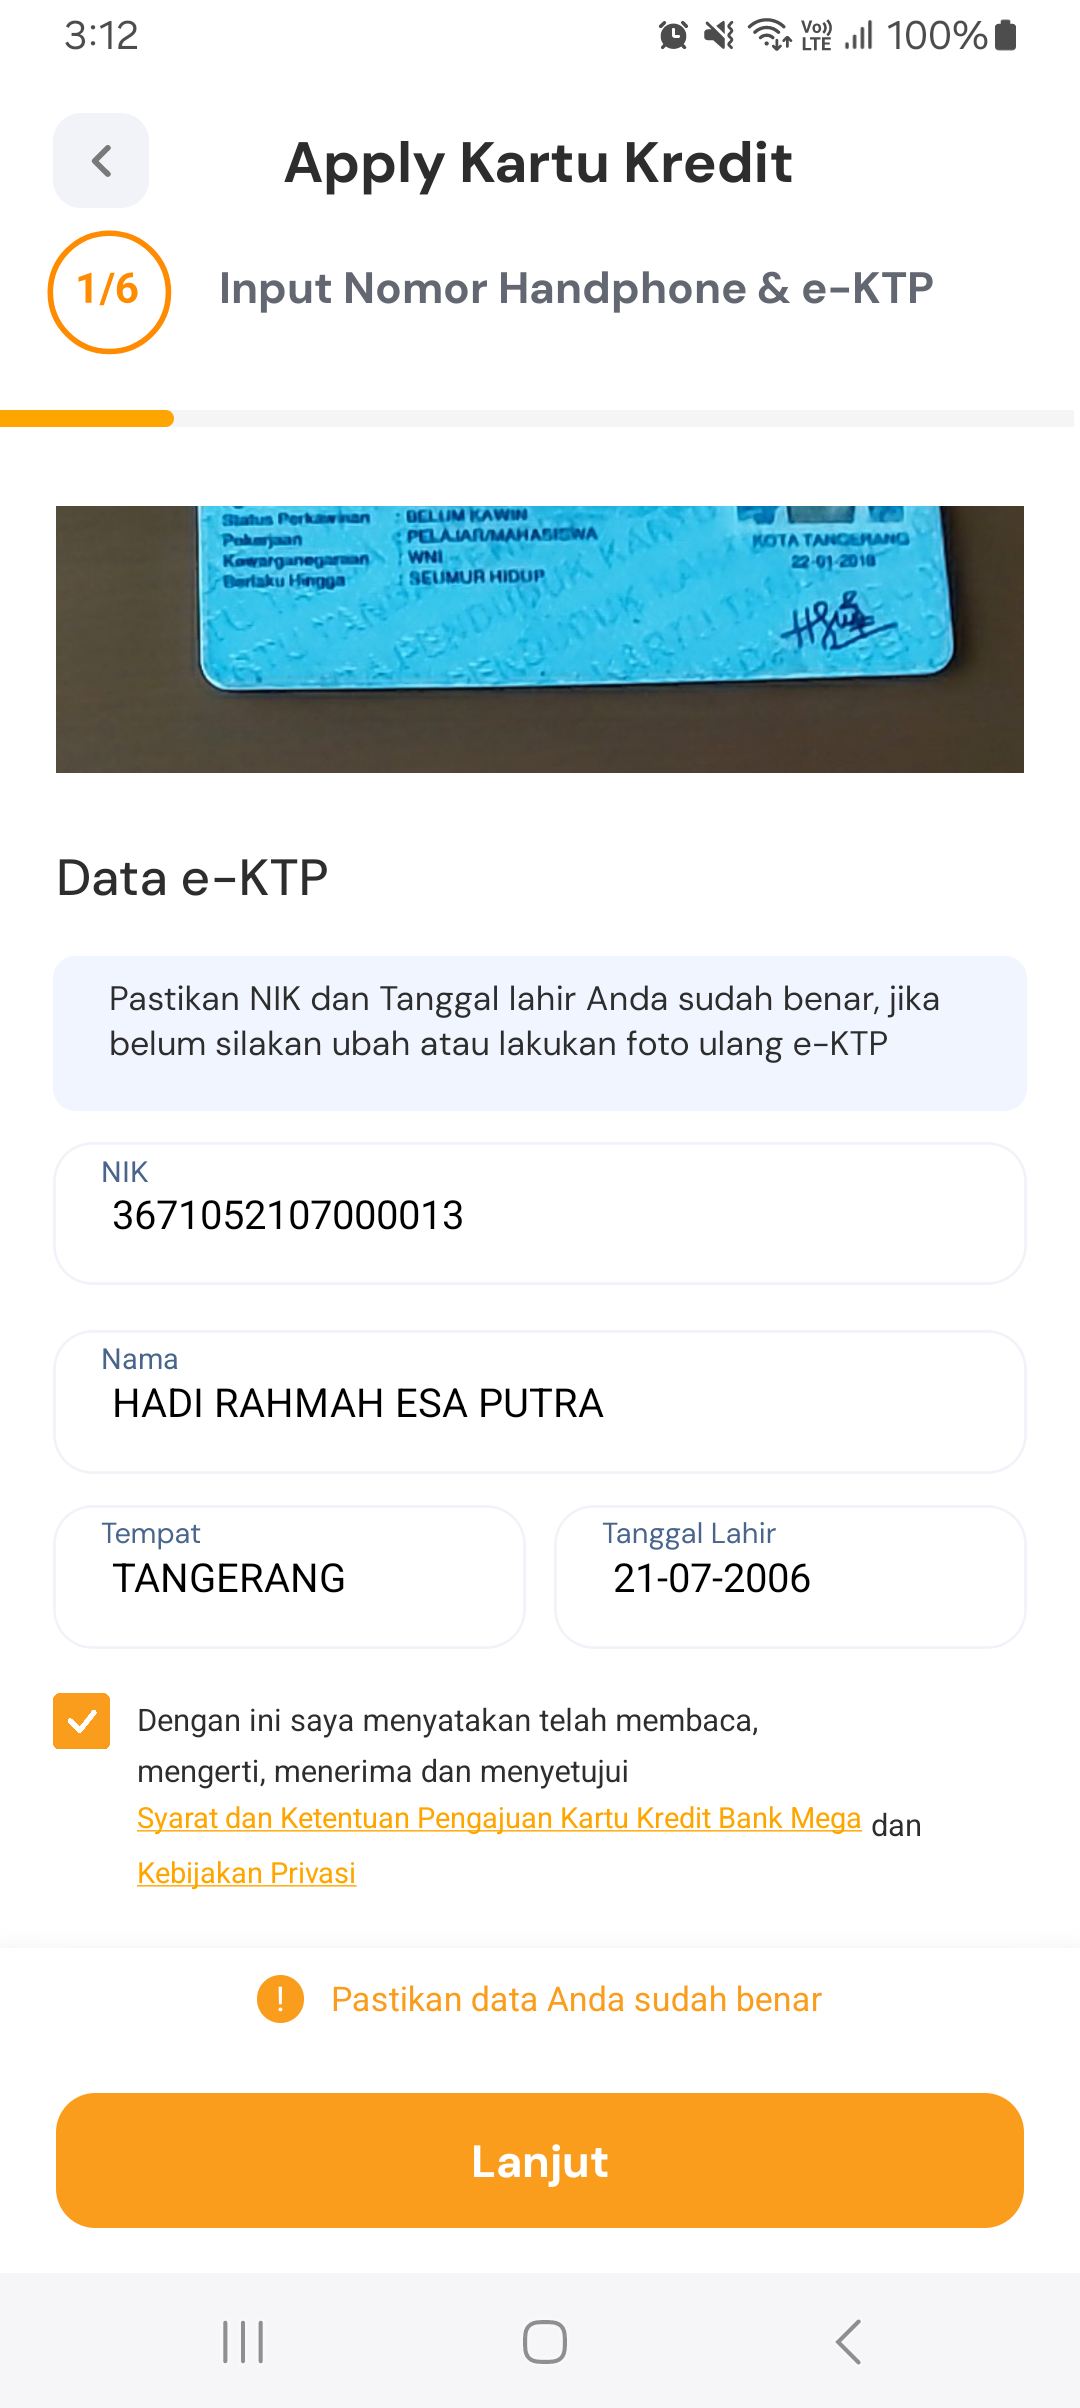 3:12 Vo)) LTE 100%
Apply Kartu Kredit
1/6 Input Nomor Handphone & e-KTP
Status Perkawinan : BELUM KAWIN
Pekerjaan : PELAJAR/MAHASISWA
Kewarganegaraan : WNI
Berlaku Hingga : SEUMUR HIDUP
KOTA TANGERANG
22-01-2018
Data e-KTP
Pastikan NIK dan Tanggal lahir Anda sudah benar, jika
belum silakan ubah atau lakukan foto ulang e-KTP
NIK
3671052107000013
Nama
HADI RAHMAH ESA PUTRA
Tempat
TANGERANG
Tanggal Lahir
21-07-2006
Dengan ini saya menyatakan telah membaca,
mengerti, menerima dan menyetujui
Syarat dan Ketentuan Pengajuan Kartu Kredit Bank Mega dan
Kebijakan Privasi
Pastikan data Anda sudah benar
Lanjut